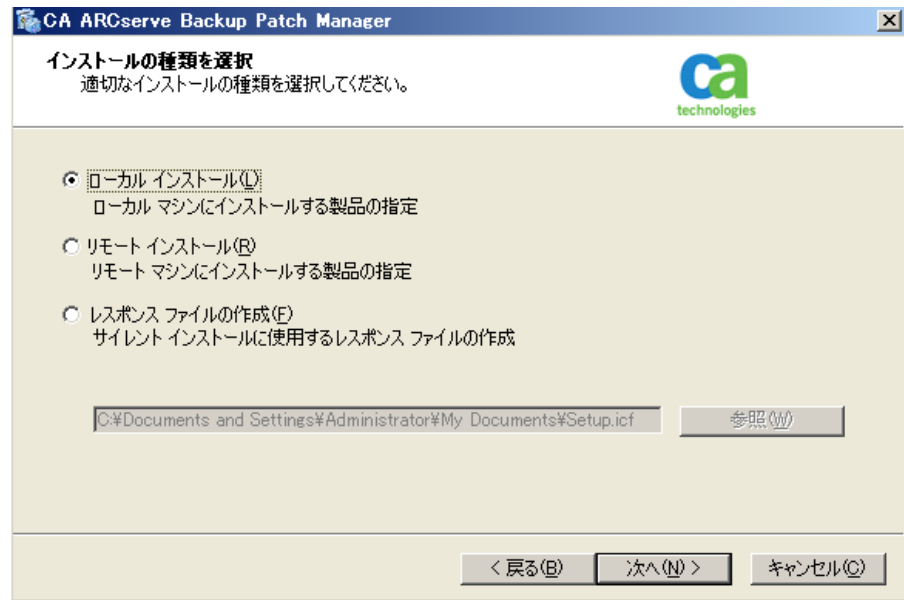 CA ARCserve Backup Patch Manager
インストールの種類を選択
適切なインストールの種類を選択してください。
ca
technologies
ローカル インストール(L)
ローカル マシンにインストールする製品の指定
リモート インストール(R)
リモート マシンにインストールする製品の指定
レスポンス ファイルの作成(F)
サイレント インストールに使用するレスポンス ファイルの作成
C:¥Documents and Settings¥Administrator¥My Documents¥Setup.icf
参照(W)
< 戻る(B)
次へ(N) >
キャンセル(C)